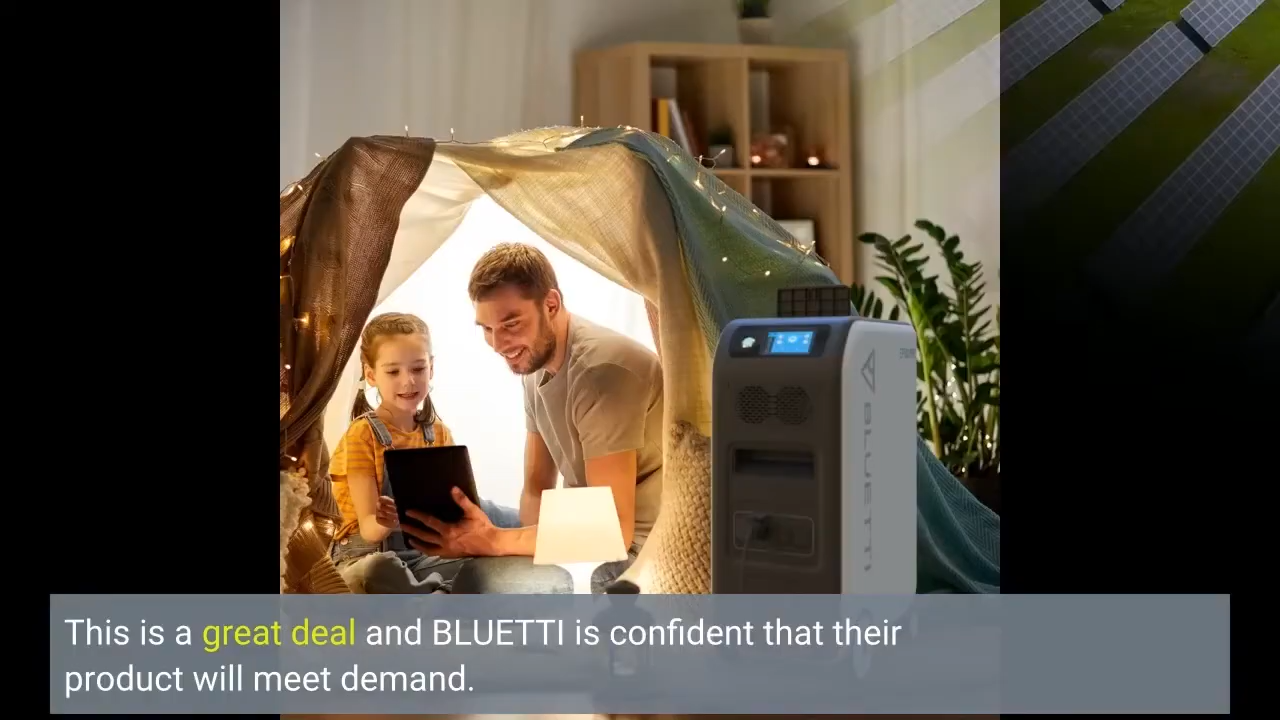 BLUETTI
This is a great deal and BLUETTI is confident that their
product will meet demand.